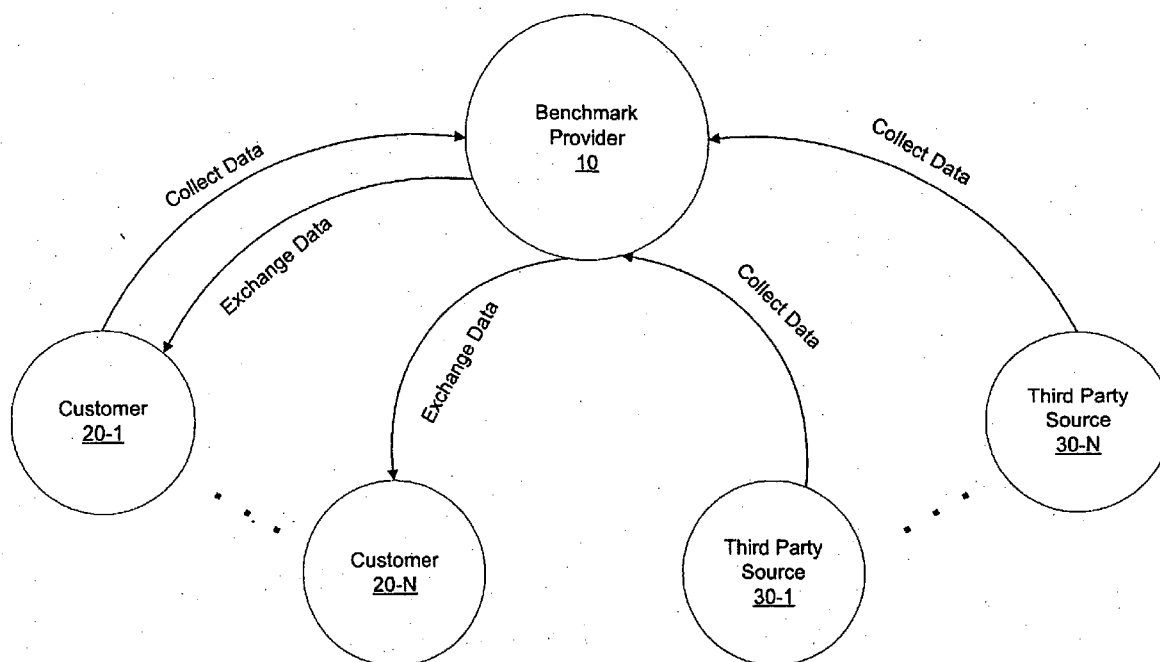 Benchmark
Provider
10
Collect Data
Exchange Data
Exchange Data
Collect Data
Collect Data
Customer
20-1
Customer
20-N
Third Party
Source
30-1
Third Party
Source
30-N